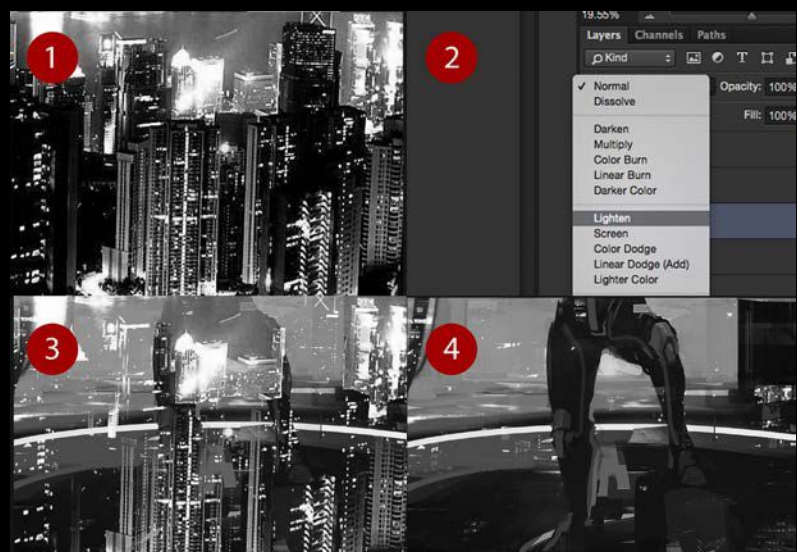 1
2
19.55%
Layers Channels Paths
Kind T
✓ Normal Opacity: 100%
Dissolve
Fill: 100%
Darken
Multiply
Color Burn
Linear Burn
Darker Color
Lighten
Screen
Color Dodge
Linear Dodge (Add)
Lighter Color
3
4